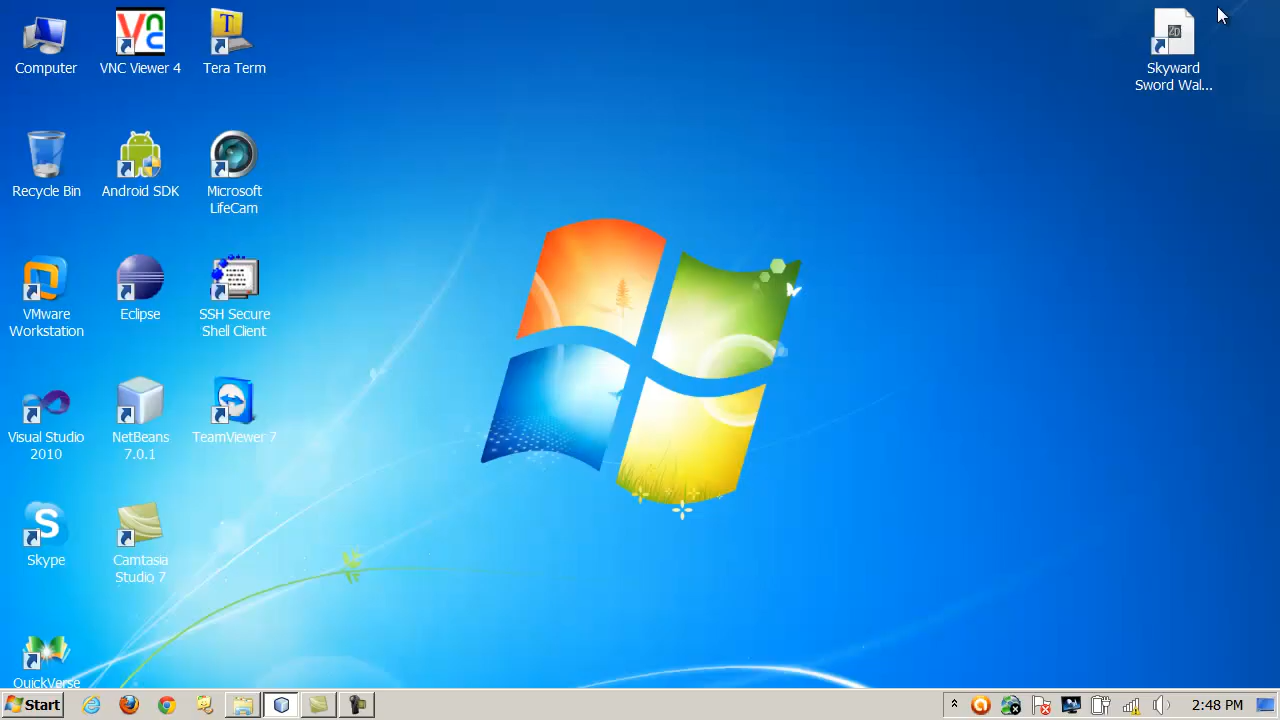 Computer
VNC Viewer 4
Tera Term
Skyward
Sword Wal...
Recycle Bin
Android SDK
Microsoft
LifeCam
VMware
Workstation
Eclipse
SSH Secure
Shell Client
Visual Studio
2010
NetBeans
7.0.1
TeamViewer 7
Skype
Camtasia
Studio 7
QuickVerse
Start
2:48 PM